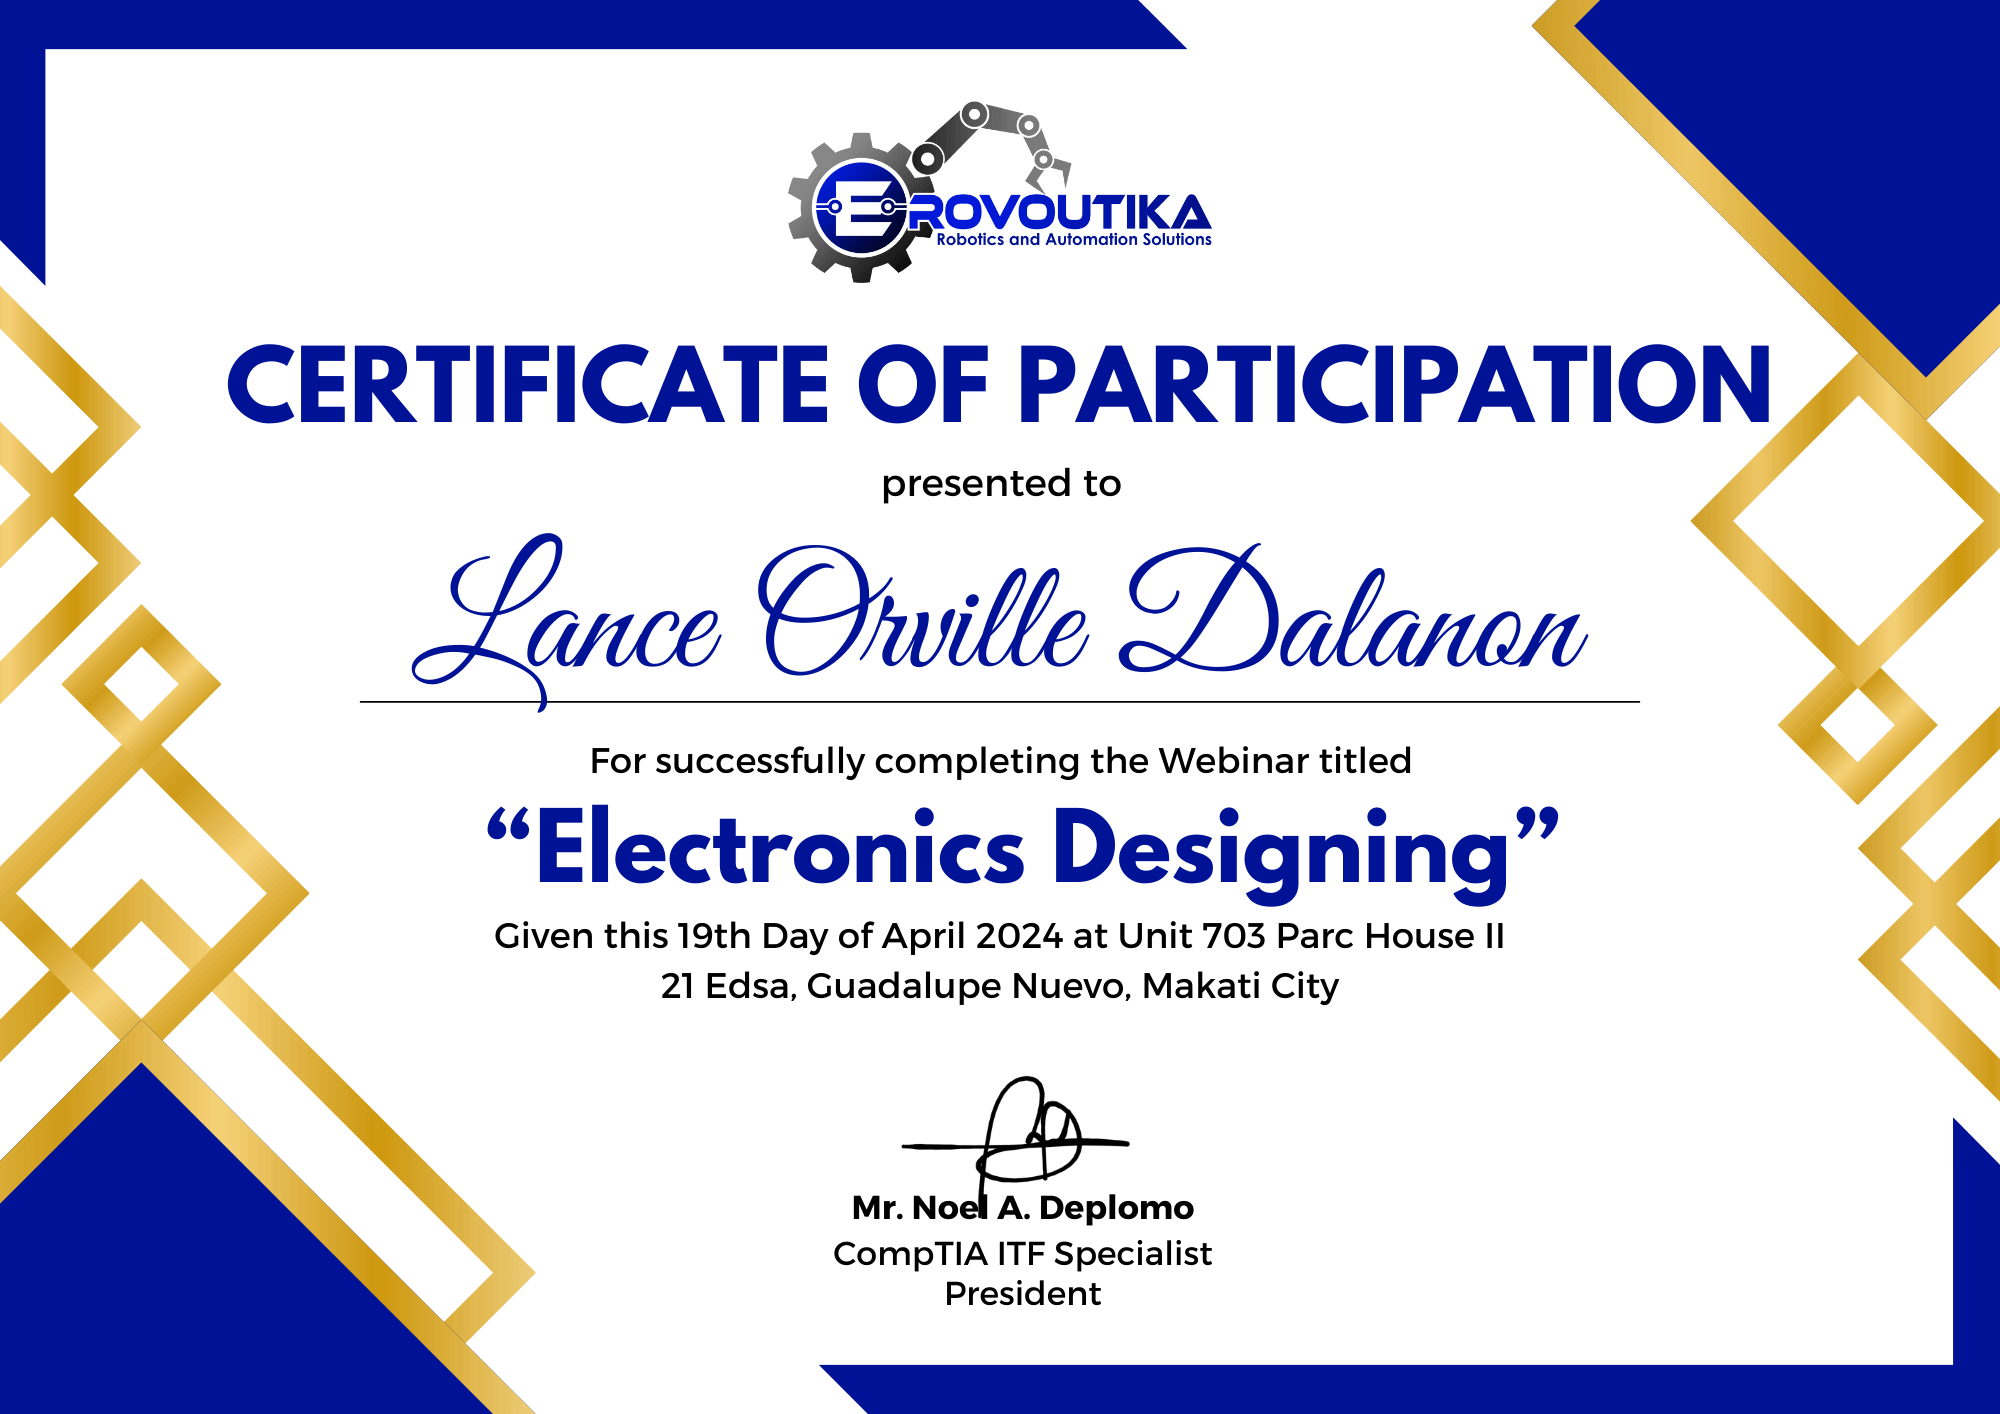 E
ROVOUTIKA
Robotics and Automation Solutions
CERTIFICATE OF PARTICIPATION
presented to
Lance Orville Dalanon
For successfully completing the Webinar titled
“Electronics Designing”
Given this 19th Day of April 2024 at Unit 703 Parc House II
21 Edsa, Guadalupe Nuevo, Makati City
Mr. Noel A. Deplomo
CompTIA ITF Specialist
President